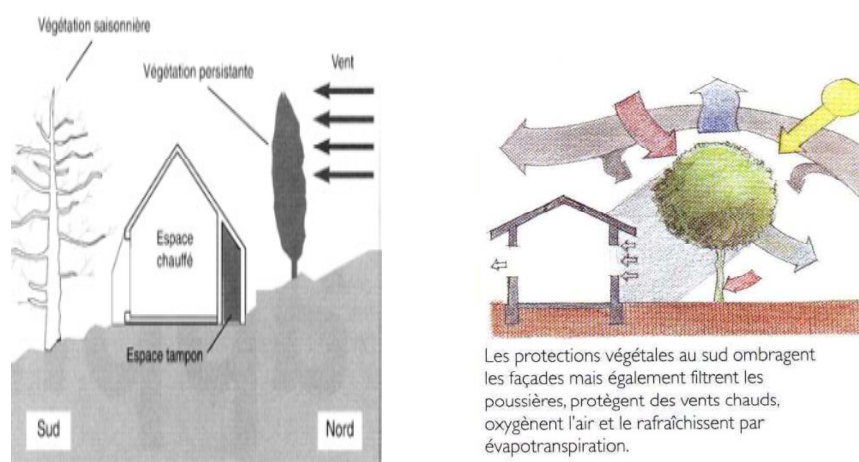 Végétation saisonnière
Végétation persistante
Vent
Espace
chauffé
Espace tampon
Sud
Nord
Les protections végétales au sud ombragent
les façades mais également filtrent les
poussières, protègent des vents chauds,
oxygènent l'air et le rafraîchissent par
évapotranspiration.